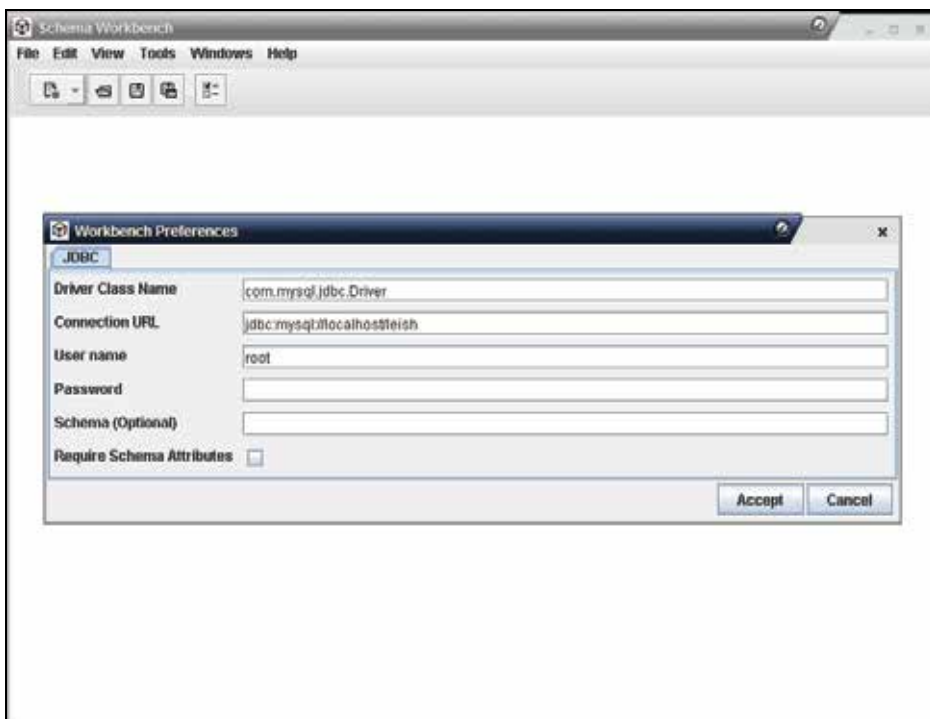 Schema Workbench
File Edit View Tools Windows Help
Workbench Preferences
JDBC
Driver Class Name com.mysql.jdbc.Driver
Connection URL jdbc:mysql://localhost/leish
User name root
Password
Schema (Optional)
Require Schema Attributes
Accept Cancel